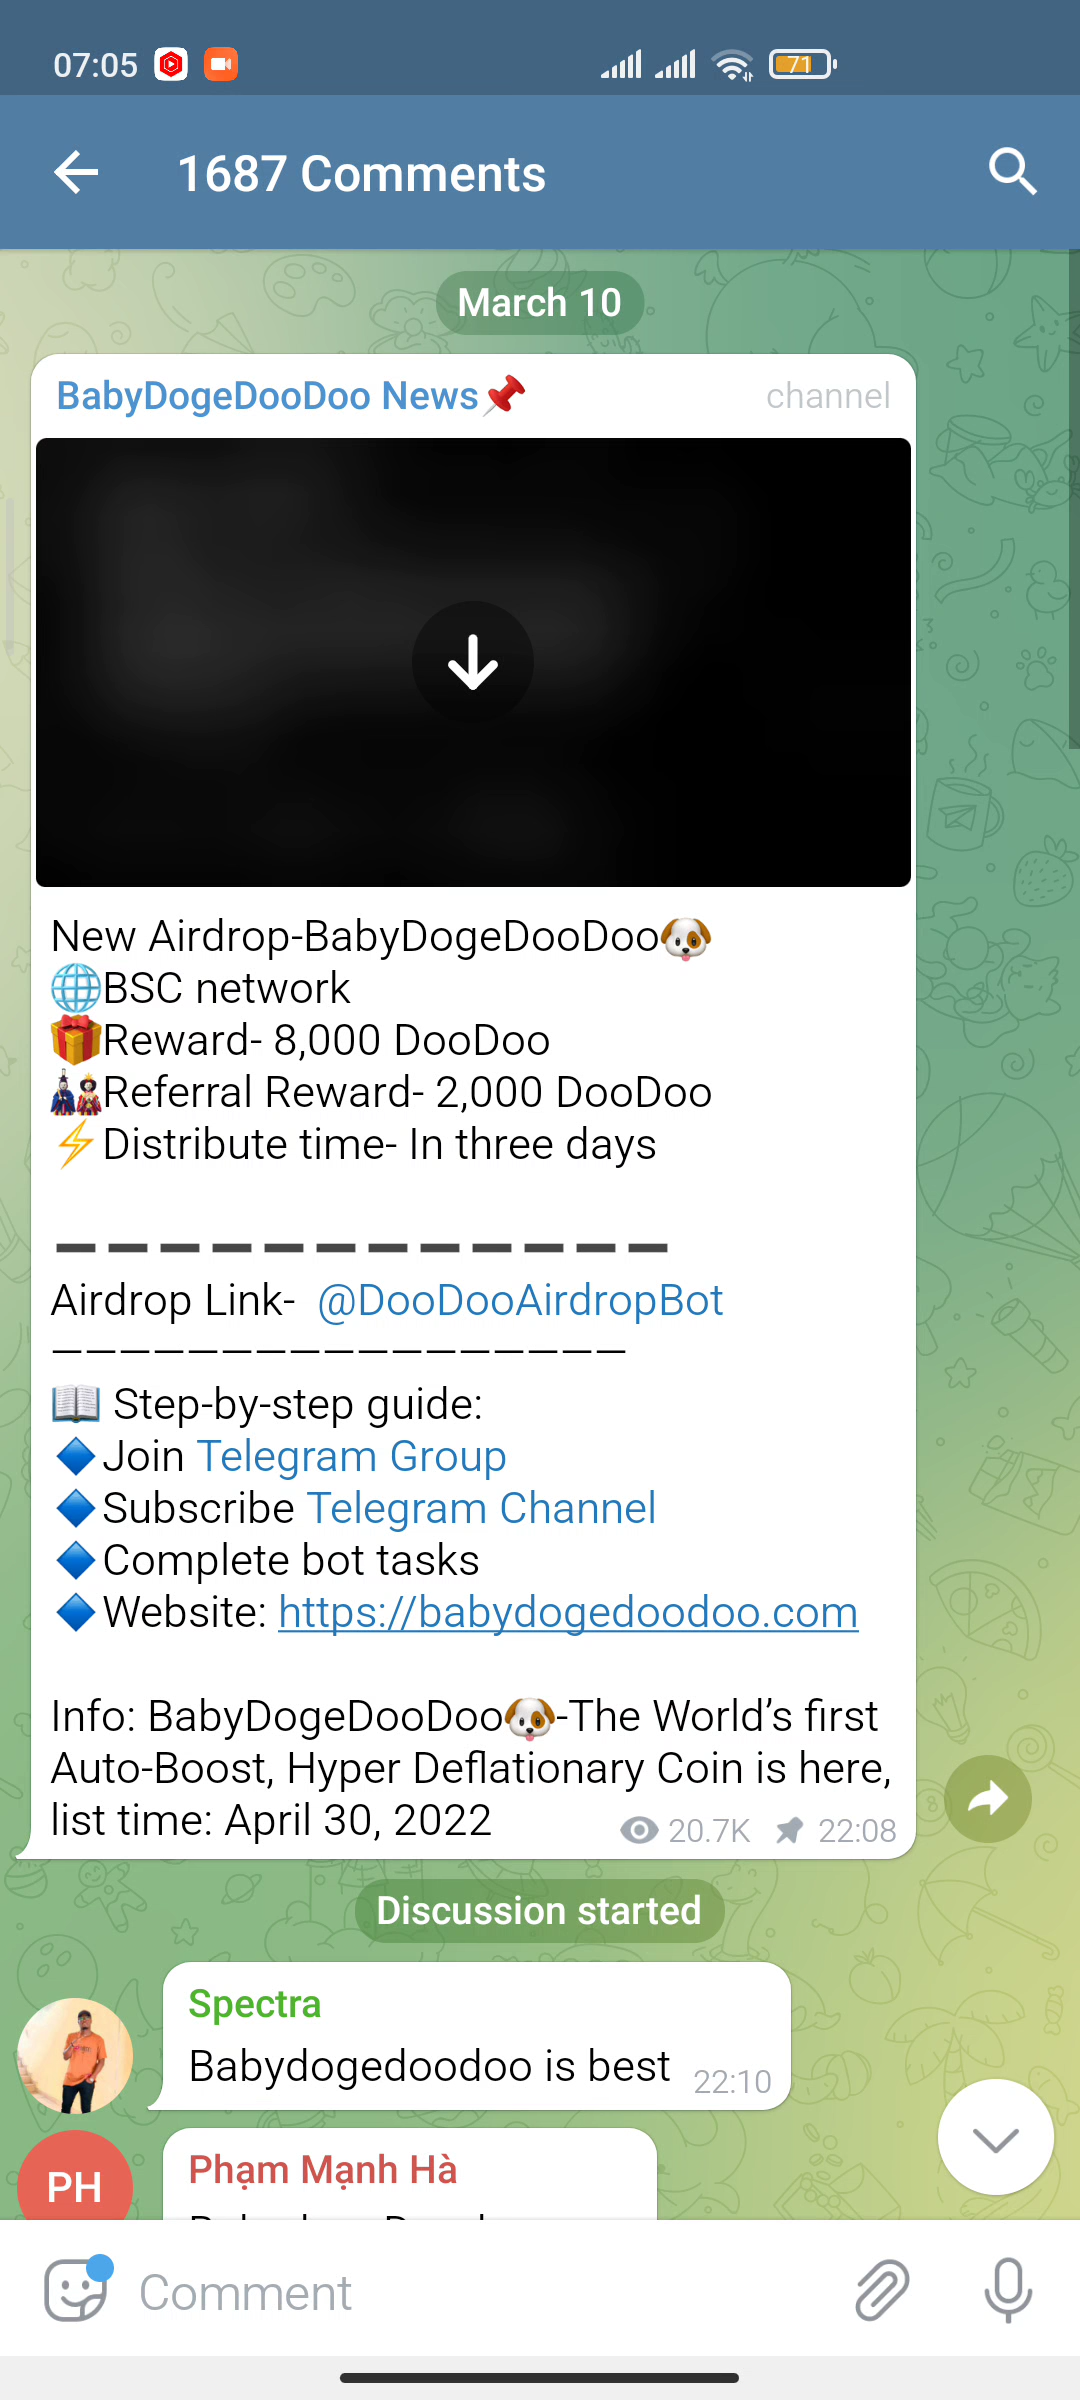 07:05
71
1687 Comments
March 10
BabyDogeDooDoo News📌 channel
New Airdrop-BabyDogeDooDoo🐶
🌐BSC network
🎁Reward- 8,000 DooDoo
🎎Referral Reward- 2,000 DooDoo
⚡Distribute time- In three days
➖➖➖➖➖➖➖➖➖➖➖➖
Airdrop Link- @DooDooAirdropBot
—————————————————
📖 Step-by-step guide:
🔷Join Telegram Group
🔷Subscribe Telegram Channel
🔷Complete bot tasks
🔷Website: https://babydogedoodoo.com
Info: BabyDogeDooDoo🐶-The World’s first
Auto-Boost, Hyper Deflationary Coin is here,
list time: April 30, 2022
20.7K 22:08
Discussion started
Spectra
Babydogedoodoo is best 22:10
PH
Phạm Mạnh Hà
Comment